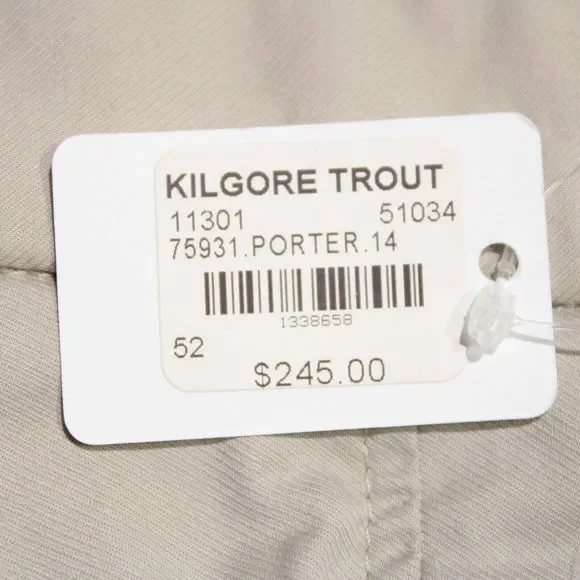 KILGORE TROUT
11301 51034
75931.PORTER.14
1338658
52
$245.00